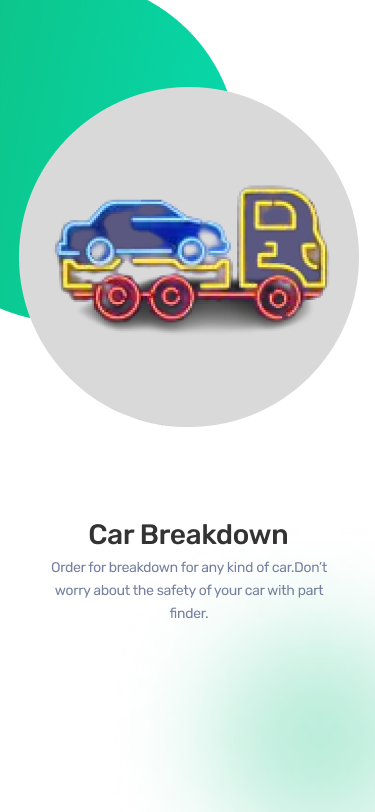 Car Breakdown
Order for breakdown for any kind of car.Don’t
worry about the safety of your car with part
finder.